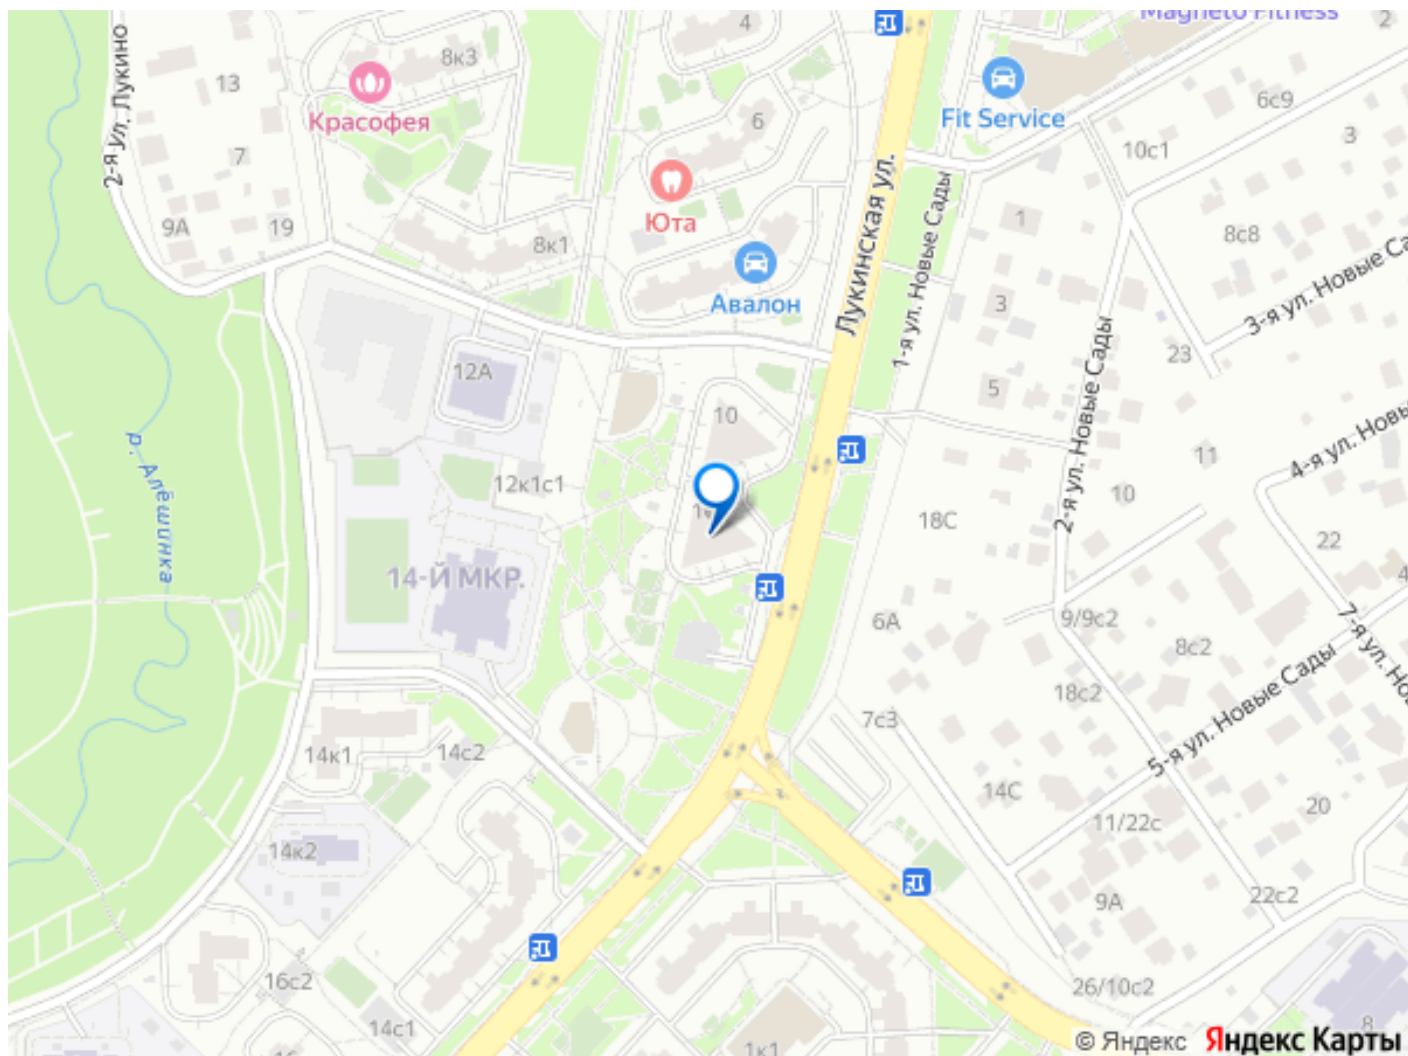 Magneto Fitness
2
4
8к3
13
2-я ул. Лукино
Красофея
Fit Service
6с9
6
3
10с1
7
Лукинская ул.
1-я ул. Новые Сады
Юта
9А
19
8к1
1
8с8
Авалон
3
3-я ул. Новые Са
2-я ул. Новые Сады
23
12А
5
10
4-я ул. Новы
р. Алёшинка
11
12к1с1
10
18С
22
14-Й МКР.
6А
9/9с2
8с2
4
7-я ул. Но
5-я ул. Новые Сады
18с2
7с3
14к1
14с2
14С
20
11/22с
14к2
9А
22с2
16с2
26/10с2
14с1
8
16
1к1
© Яндекс Яндекс Карты